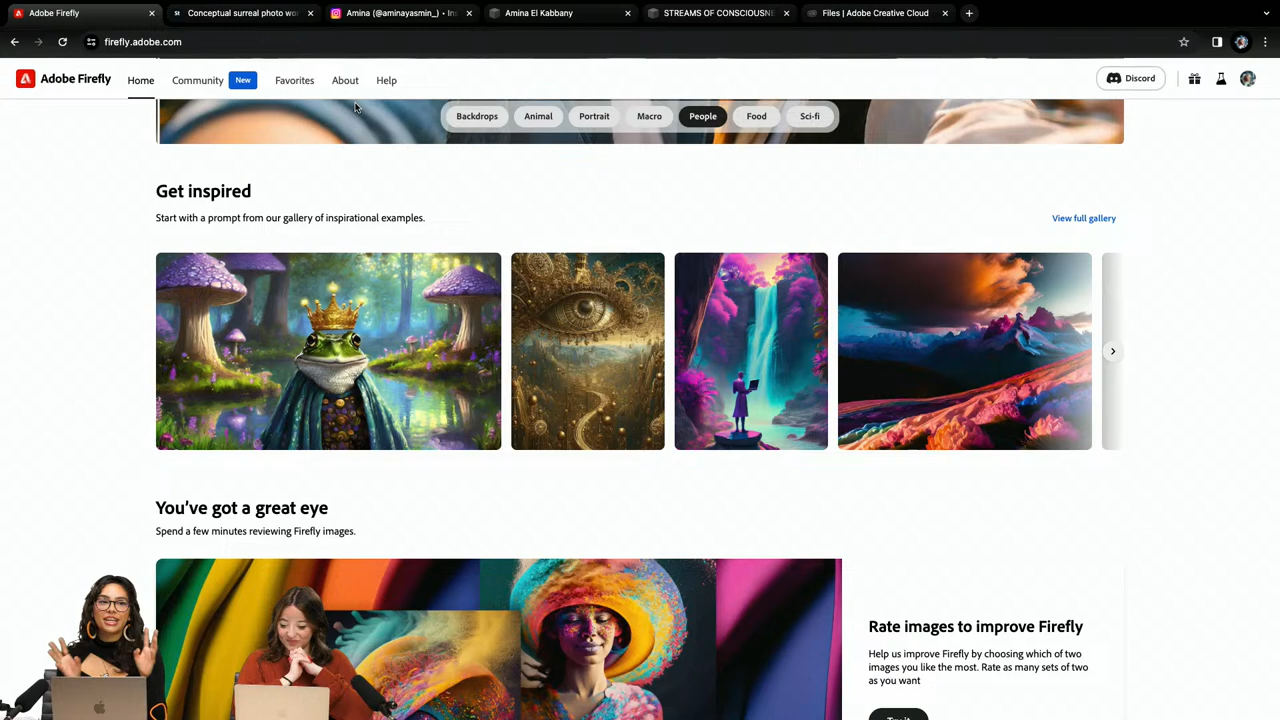 Adobe Firefly
Conceptual surreal photo wo
Amina (@aminayasmin_) • Ins
Amina El Kabbany
STREAMS OF CONSCIOUSNE
Files | Adobe Creative Cloud
firefly.adobe.com
Adobe Firefly
Home
Community
New
Favorites
About
Help
Discord
Backdrops
Animal
Portrait
Macro
People
Food
Sci-fi
Get inspired
Start with a prompt from our gallery of inspirational examples.
View full gallery
You've got a great eye
Spend a few minutes reviewing Firefly images.
Rate images to improve Firefly
Help us improve Firefly by choosing which of two
images you like the most. Rate as many sets of two
as you want